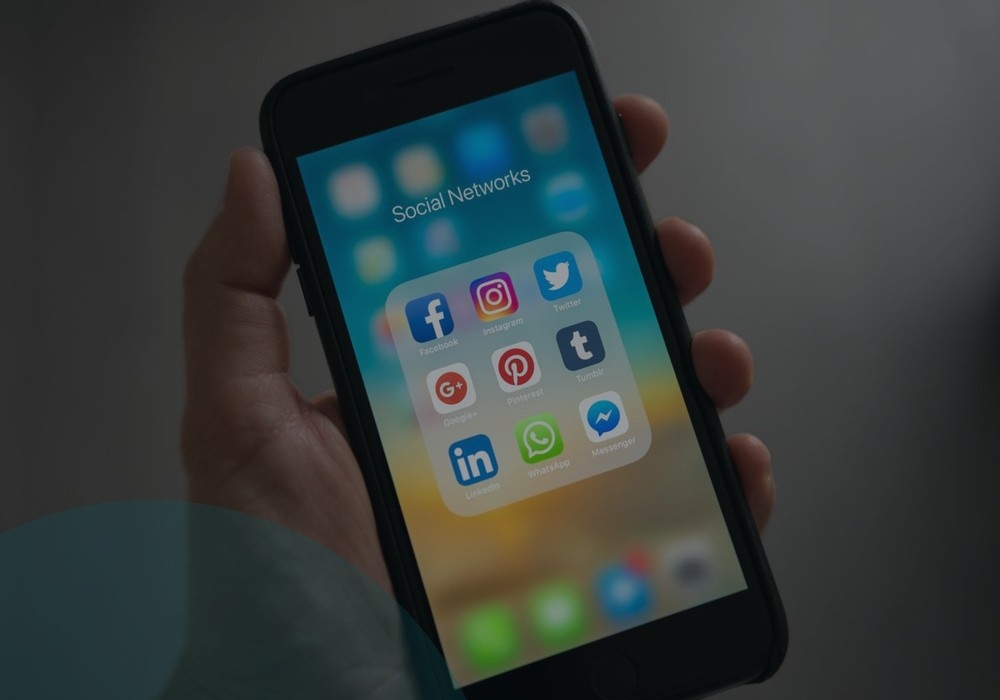 Social Networks
Facebook
Instagram
Twitter
Google+
Pinterest
Tumblr
LinkedIn
WhatsApp
Messenger